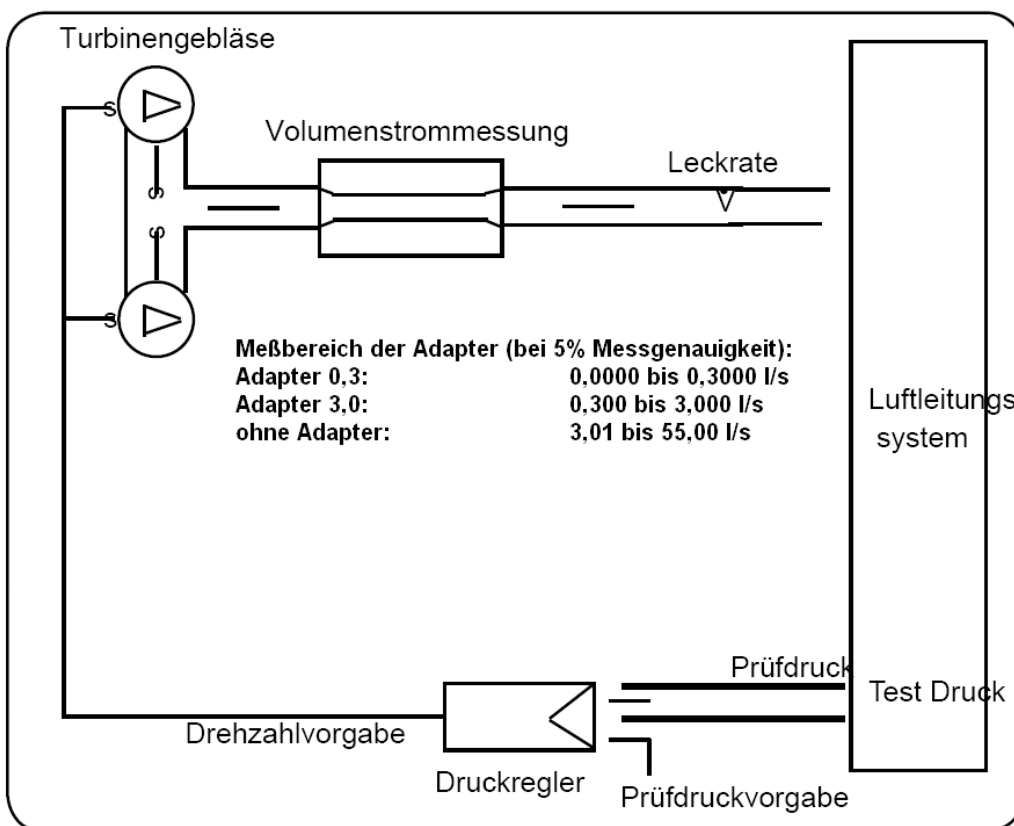 Turbinengebläse
Volumenstrommessung
Leckrate
S
S
S
S
Meßbereich der Adapter (bei 5% Messgenauigkeit):
Adapter 0,3: 0,0000 bis 0,3000 l/s
Adapter 3,0: 0,300 bis 3,000 l/s
ohne Adapter: 3,01 bis 55,00 l/s
Luftleitungs
system
Prüfdruck
Test Druck
Drehzahlvorgabe
Druckregler
Prüfdruckvorgabe